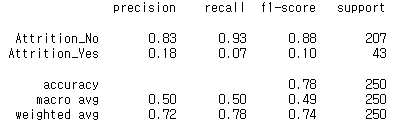 precision recall f1-score support
Attrition_No 0.83 0.93 0.88 207
Attrition_Yes 0.18 0.07 0.10 43
accuracy 0.78 250
macro avg 0.50 0.50 0.49 250
weighted avg 0.72 0.78 0.74 250